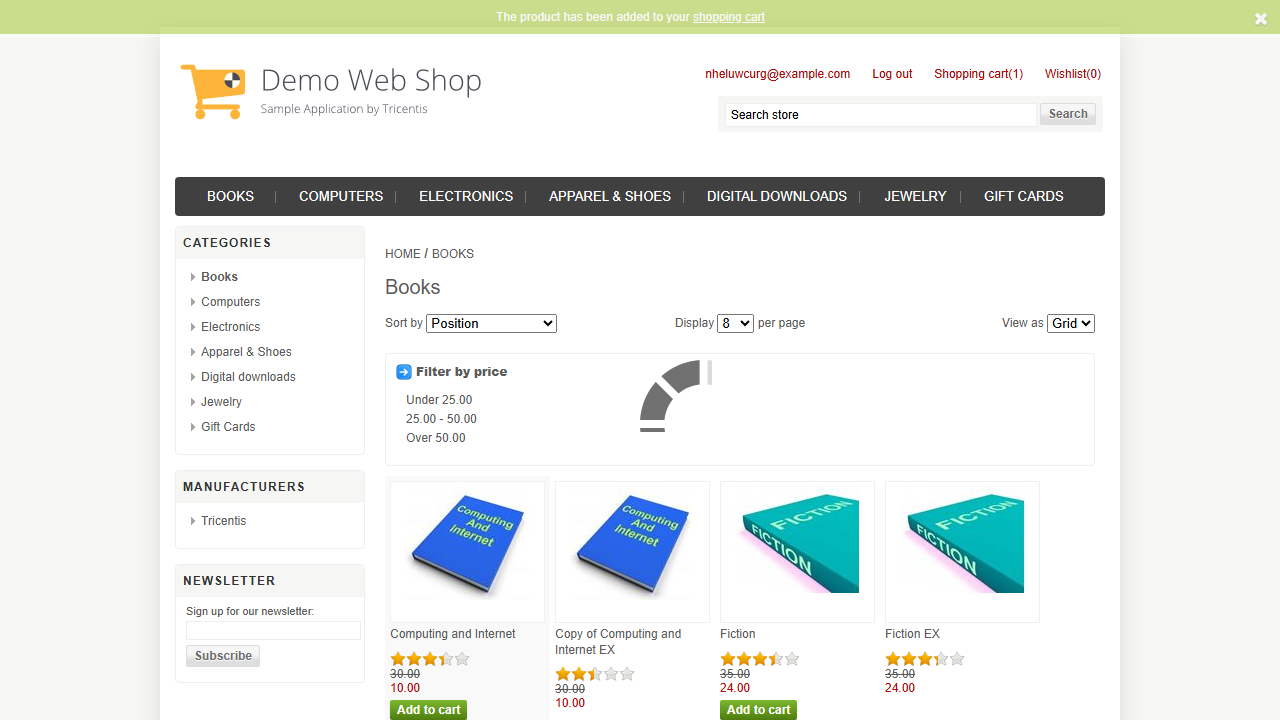 The product has been added to your shopping cart
Demo Web Shop
Sample Application by Tricentis
nheluwcurg@example.com Log out Shopping cart(1) Wishlist(0)
Search store Search
BOOKS COMPUTERS ELECTRONICS APPAREL & SHOES DIGITAL DOWNLOADS JEWELRY GIFT CARDS
CATEGORIES
Books
Computers
Electronics
Apparel & Shoes
Digital downloads
Jewelry
Gift Cards
MANUFACTURERS
Tricentis
NEWSLETTER
Sign up for our newsletter:
Subscribe
HOME / BOOKS
Books
Sort by Position Display 8 per page View as Grid
Filter by price
Under 25.00
25.00 - 50.00
Over 50.00
Computing
And
Internet
Computing and Internet
30.00
10.00
Add to cart
Computing
And
Internet
Copy of Computing and
Internet EX
30.00
10.00
FICTION
FICTION
Fiction
35.00
24.00
Add to cart
FICTION
FICTION
Fiction EX
35.00
24.00